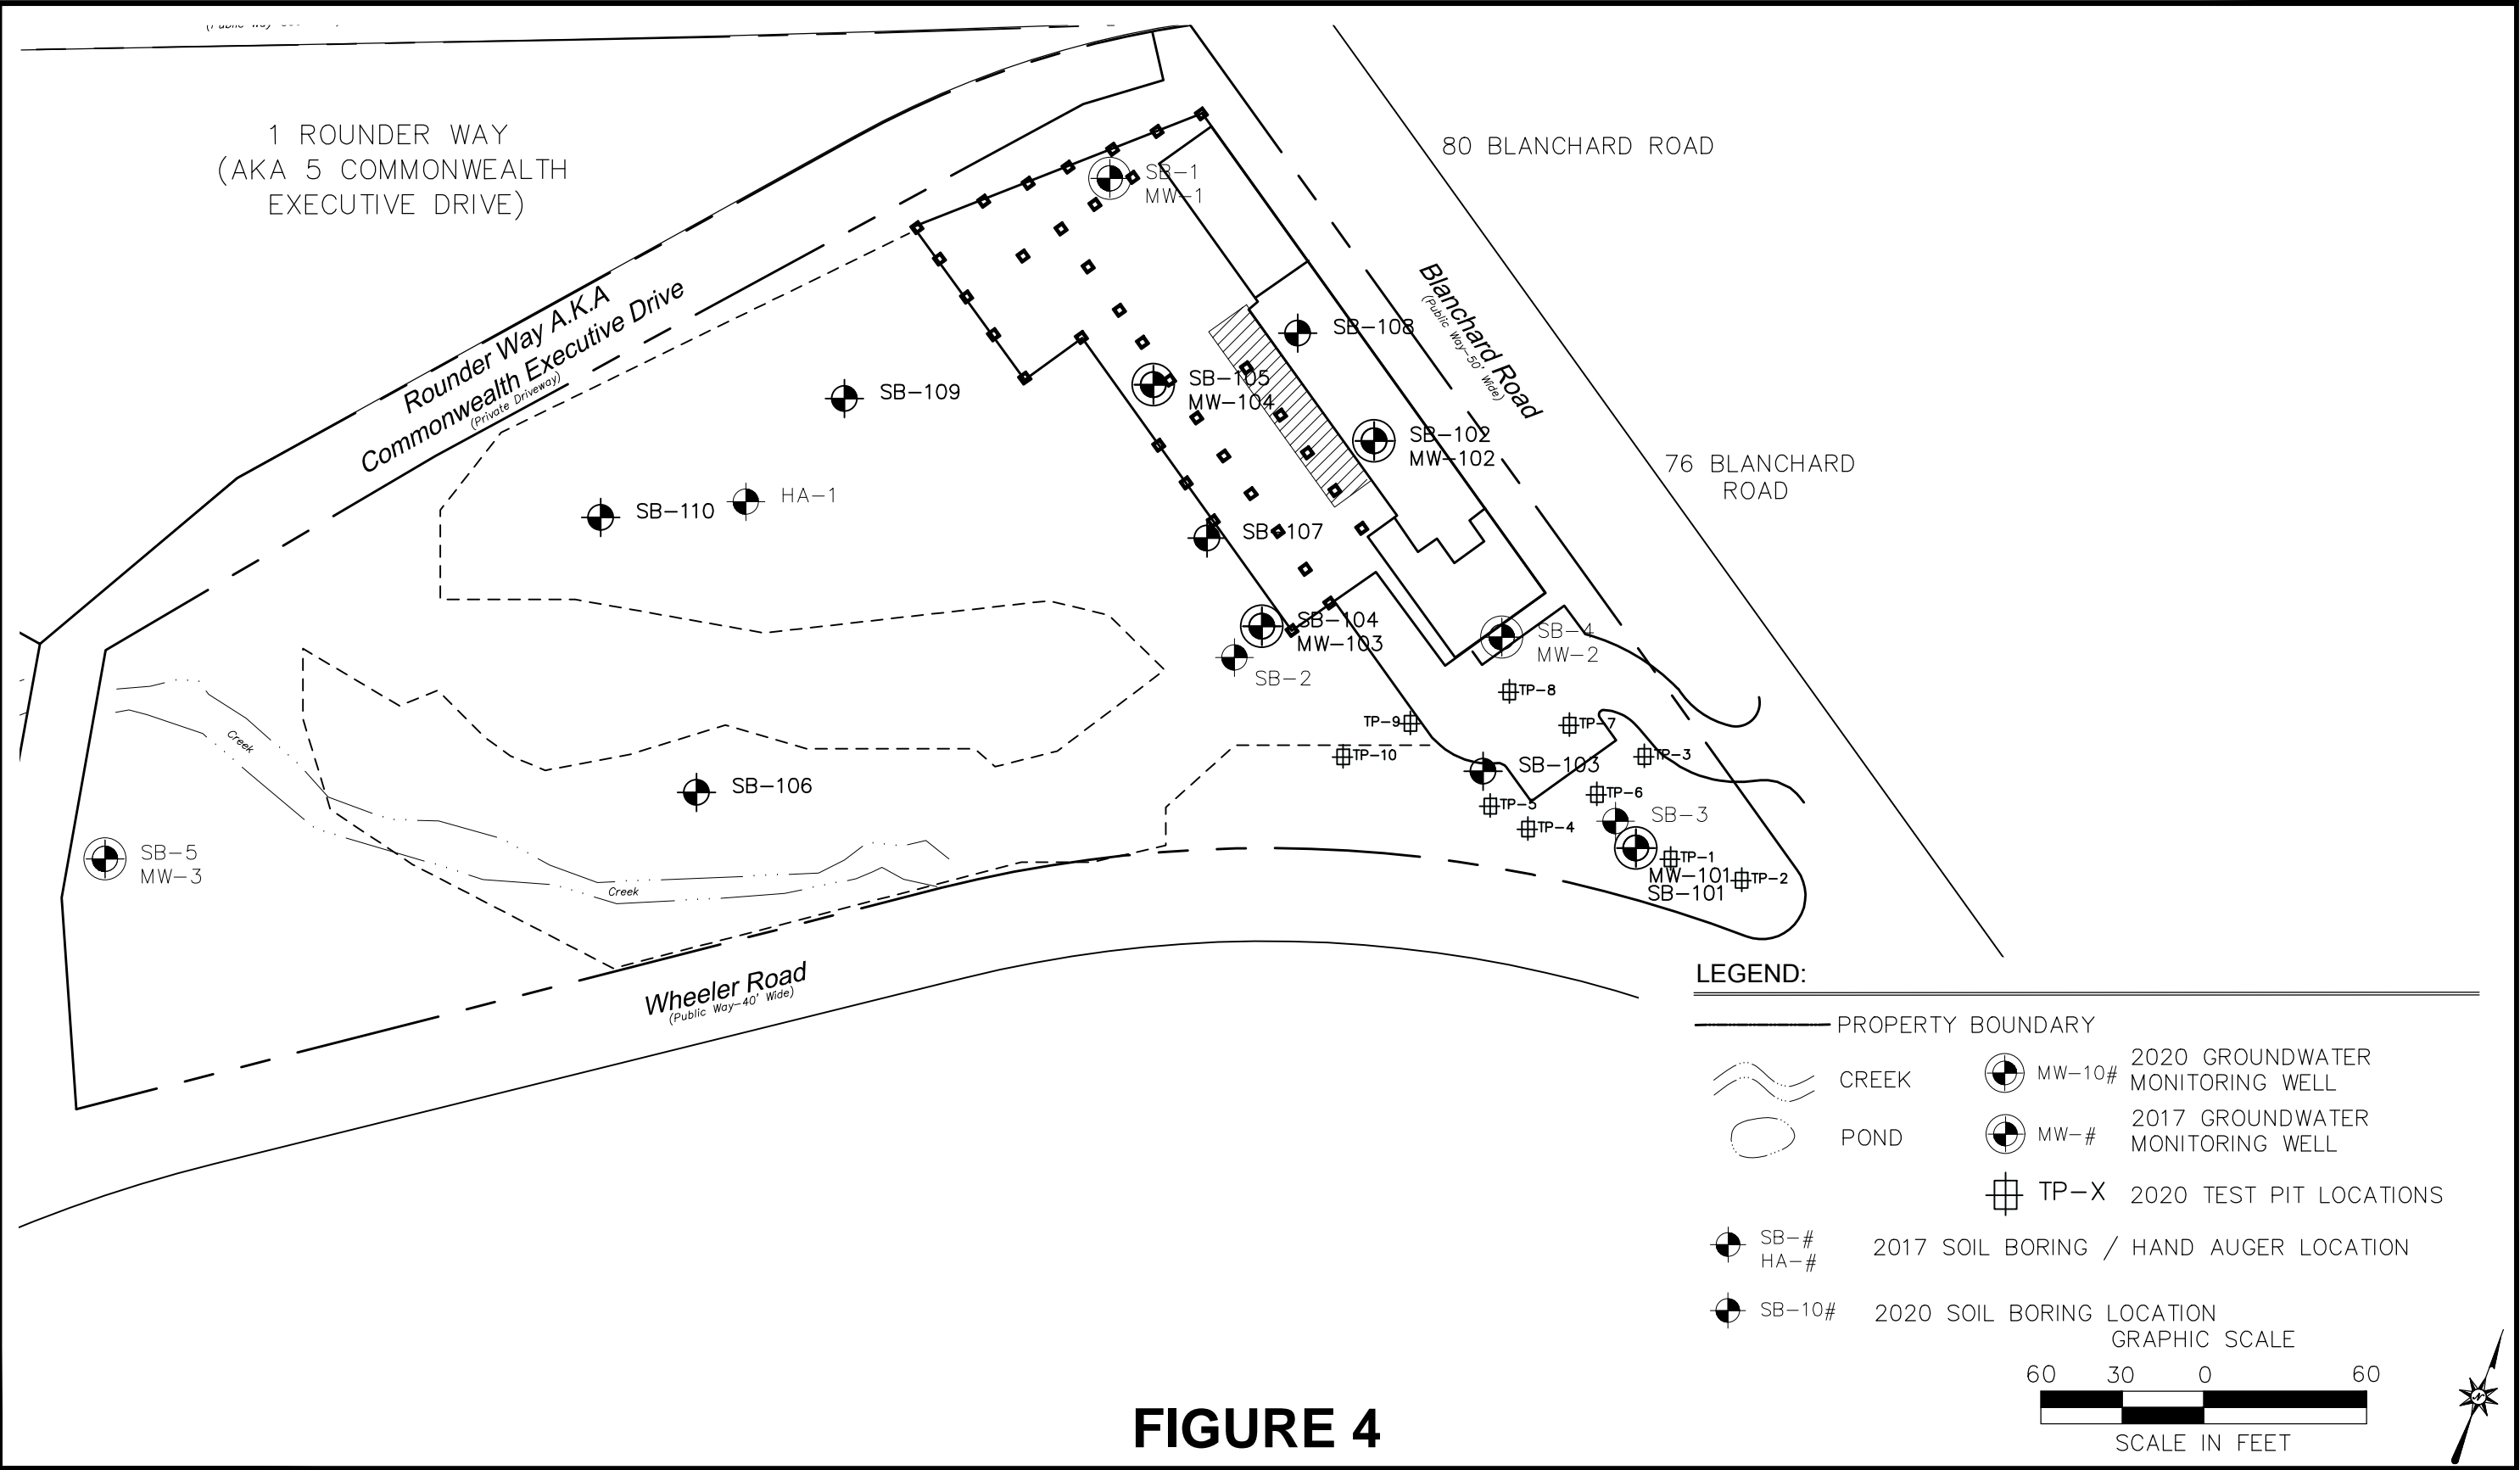 1 ROUNDER WAY
(AKA 5 COMMONWEALTH
EXECUTIVE DRIVE)
80 BLANCHARD ROAD
SB-1
MW-1
Rounder Way A.K.A
Commonwealth Executive Drive
(Private Driveway)
Blanchard Road
(Public Way-50' Wide)
SB-108
SB-105
MW-104
SB-109
SB-102
MW-102
76 BLANCHARD
ROAD
HA-1
SB-110
SB-107
SB-104
MW-103
SB-2
SB-4
MW-2
TP-8
TP-9
TP-7
TP-10
TP-3
SB-103
SB-106
TP-6
TP-5
SB-3
TP-4
TP-1
MW-101
SB-101
TP-2
Creek
SB-5
MW-3
Creek
Wheeler Road
(Public Way-40' Wide)
LEGEND:
PROPERTY BOUNDARY
CREEK
POND
MW-10# 2020 GROUNDWATER
MONITORING WELL
MW-# 2017 GROUNDWATER
MONITORING WELL
TP-X 2020 TEST PIT LOCATIONS
SB-#
HA-#
2017 SOIL BORING / HAND AUGER LOCATION
SB-10# 2020 SOIL BORING LOCATION
GRAPHIC SCALE
60 30 0 60
SCALE IN FEET
N
FIGURE 4